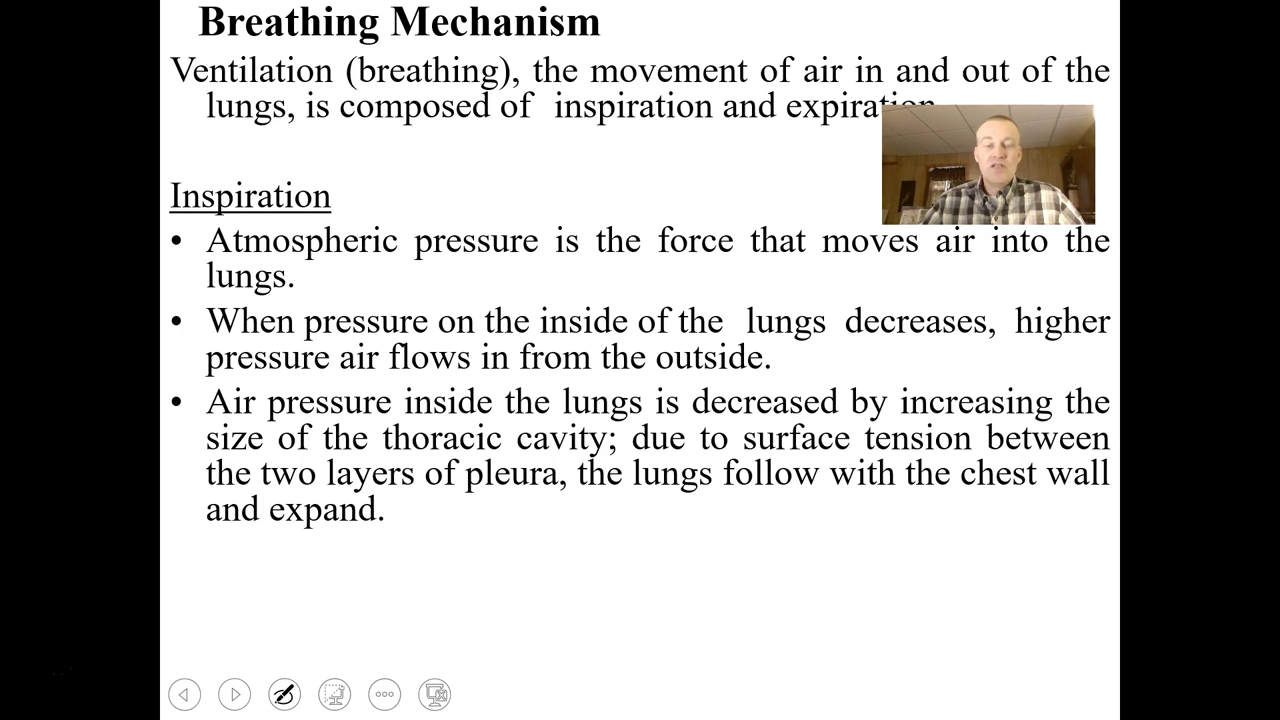 Breathing Mechanism
Ventilation (breathing), the movement of air in and out of the
lungs, is composed of inspiration and expiration
Inspiration
• Atmospheric pressure is the force that moves air into the
lungs.
• When pressure on the inside of the lungs decreases, higher
pressure air flows in from the outside.
• Air pressure inside the lungs is decreased by increasing the
size of the thoracic cavity; due to surface tension between
the two layers of pleura, the lungs follow with the chest wall
and expand.